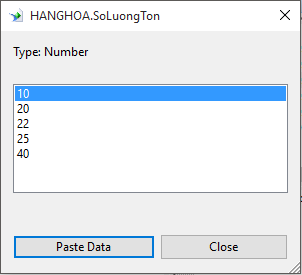 HANGHOA.SoLuongTon
Type: Number
10
20
22
25
40
Paste Data
Close